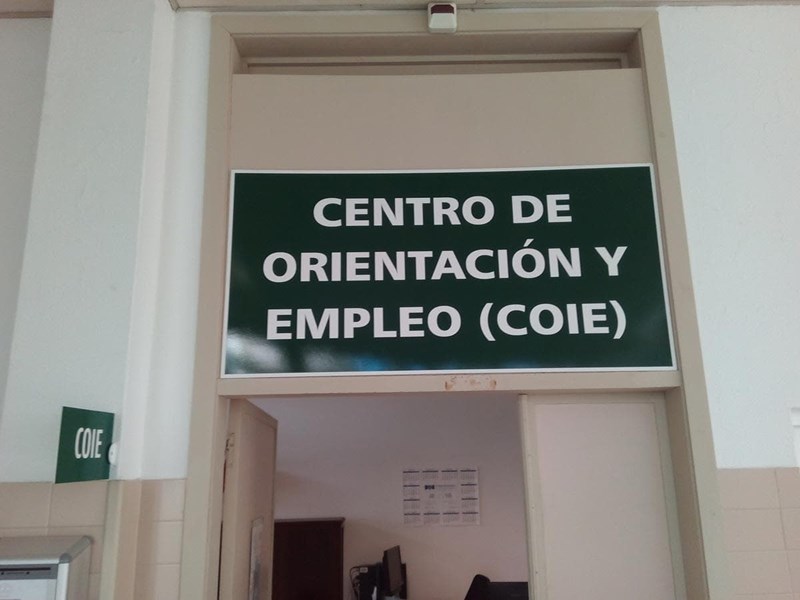 CENTRO DE
ORIENTACIÓN Y
EMPLEO (COIE)
COIE